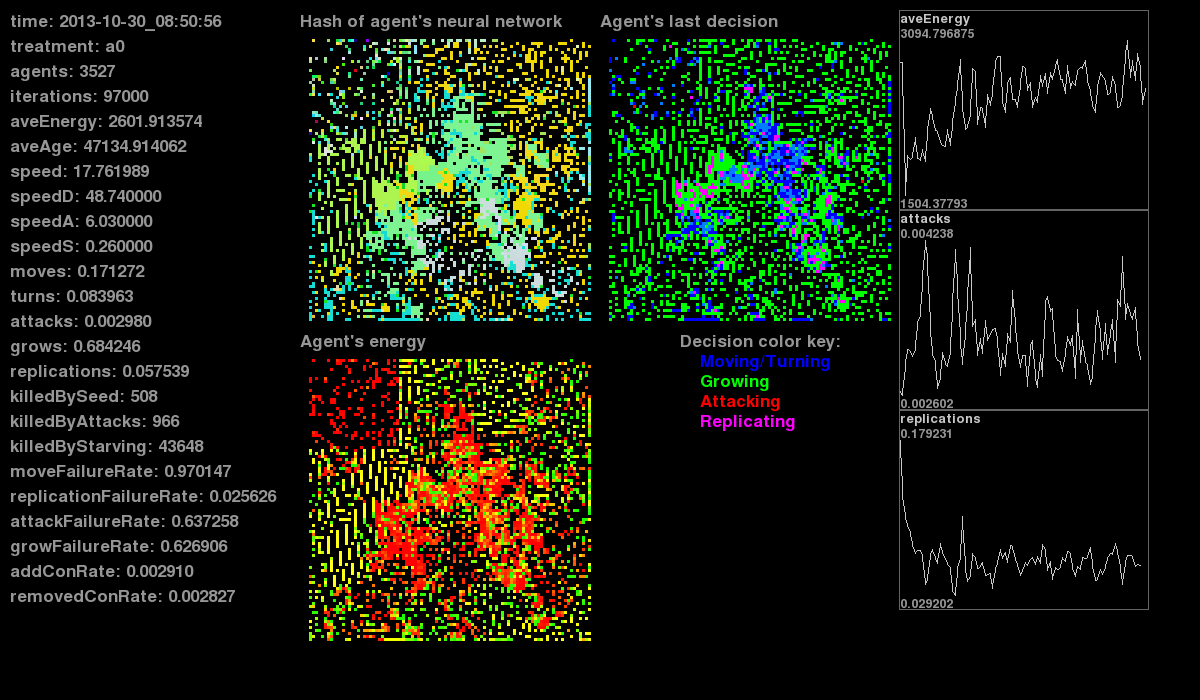 time: 2013-10-30_08:50:56
treatment: a0
agents: 3527
iterations: 97000
aveEnergy: 2601.913574
aveAge: 47134.914062
speed: 17.761989
speedD: 48.740000
speedA: 6.030000
speedS: 0.260000
moves: 0.171272
turns: 0.083963
attacks: 0.002980
grows: 0.684246
replications: 0.057539
killedBySeed: 508
killedByAttacks: 966
killedByStarving: 43648
moveFailureRate: 0.970147
replicationFailureRate: 0.025626
attackFailureRate: 0.637258
growFailureRate: 0.626906
addConRate: 0.002910
removedConRate: 0.002827
Hash of agent's neural network
Agent's last decision
Agent's energy
Decision color key:
Moving/Turning
Growing
Attacking
Replicating
aveEnergy
3094.796875
1504.37793
attacks
0.004238
0.002602
replications
0.179231
0.029202